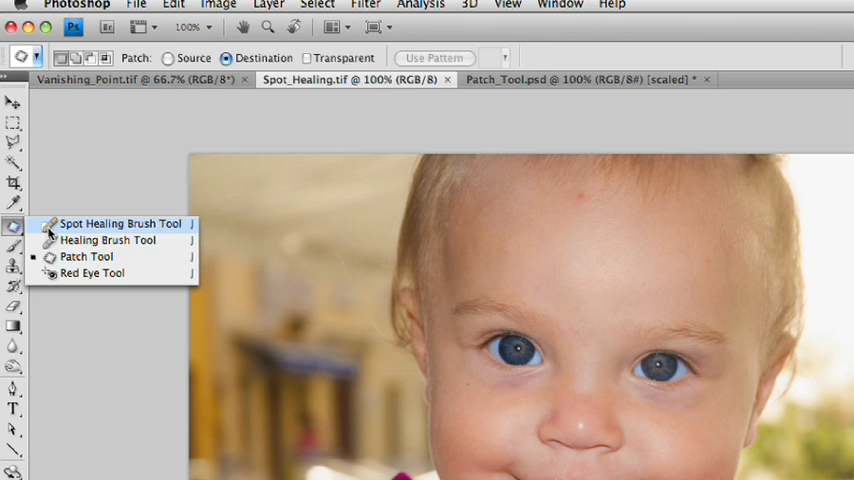 Photoshop File Edit Image Layer Select Filter Analysis 3D View Window Help
Ps Br 100%
Patch: Source Destination Transparent Use Pattern
Vanishing_Point.tif @ 66.7% (RGB/8*) × Spot_Healing.tif @ 100% (RGB/8) × Patch_Tool.psd @ 100% (RGB/8#) [scaled] * ×
Spot Healing Brush Tool J
Healing Brush Tool J
Patch Tool J
Red Eye Tool J
T